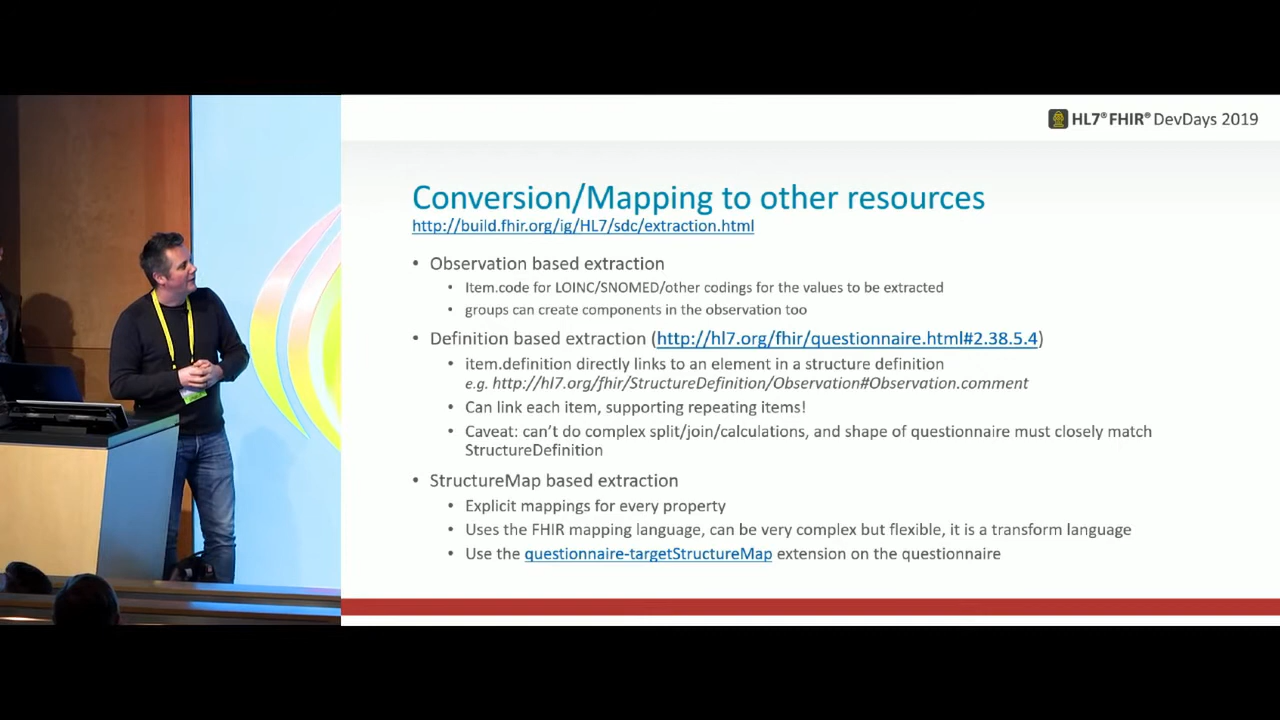 HL7® FHIR® DevDays 2019
Conversion/Mapping to other resources
http://build.fhir.org/ig/HL7/sdc/extraction.html
• Observation based extraction
• Item.code for LOINC/SNOMED/other codings for the values to be extracted
• groups can create components in the observation too
• Definition based extraction (http://hl7.org/fhir/questionnaire.html#2.38.5.4)
• item.definition directly links to an element in a structure definition
e.g. http://hl7.org/fhir/StructureDefinition/Observation#Observation.comment
• Can link each item, supporting repeating items!
• Caveat: can't do complex split/join/calculations, and shape of questionnaire must closely match
StructureDefinition
• StructureMap based extraction
• Explicit mappings for every property
• Uses the FHIR mapping language, can be very complex but flexible, it is a transform language
• Use the questionnaire-targetStructureMap extension on the questionnaire